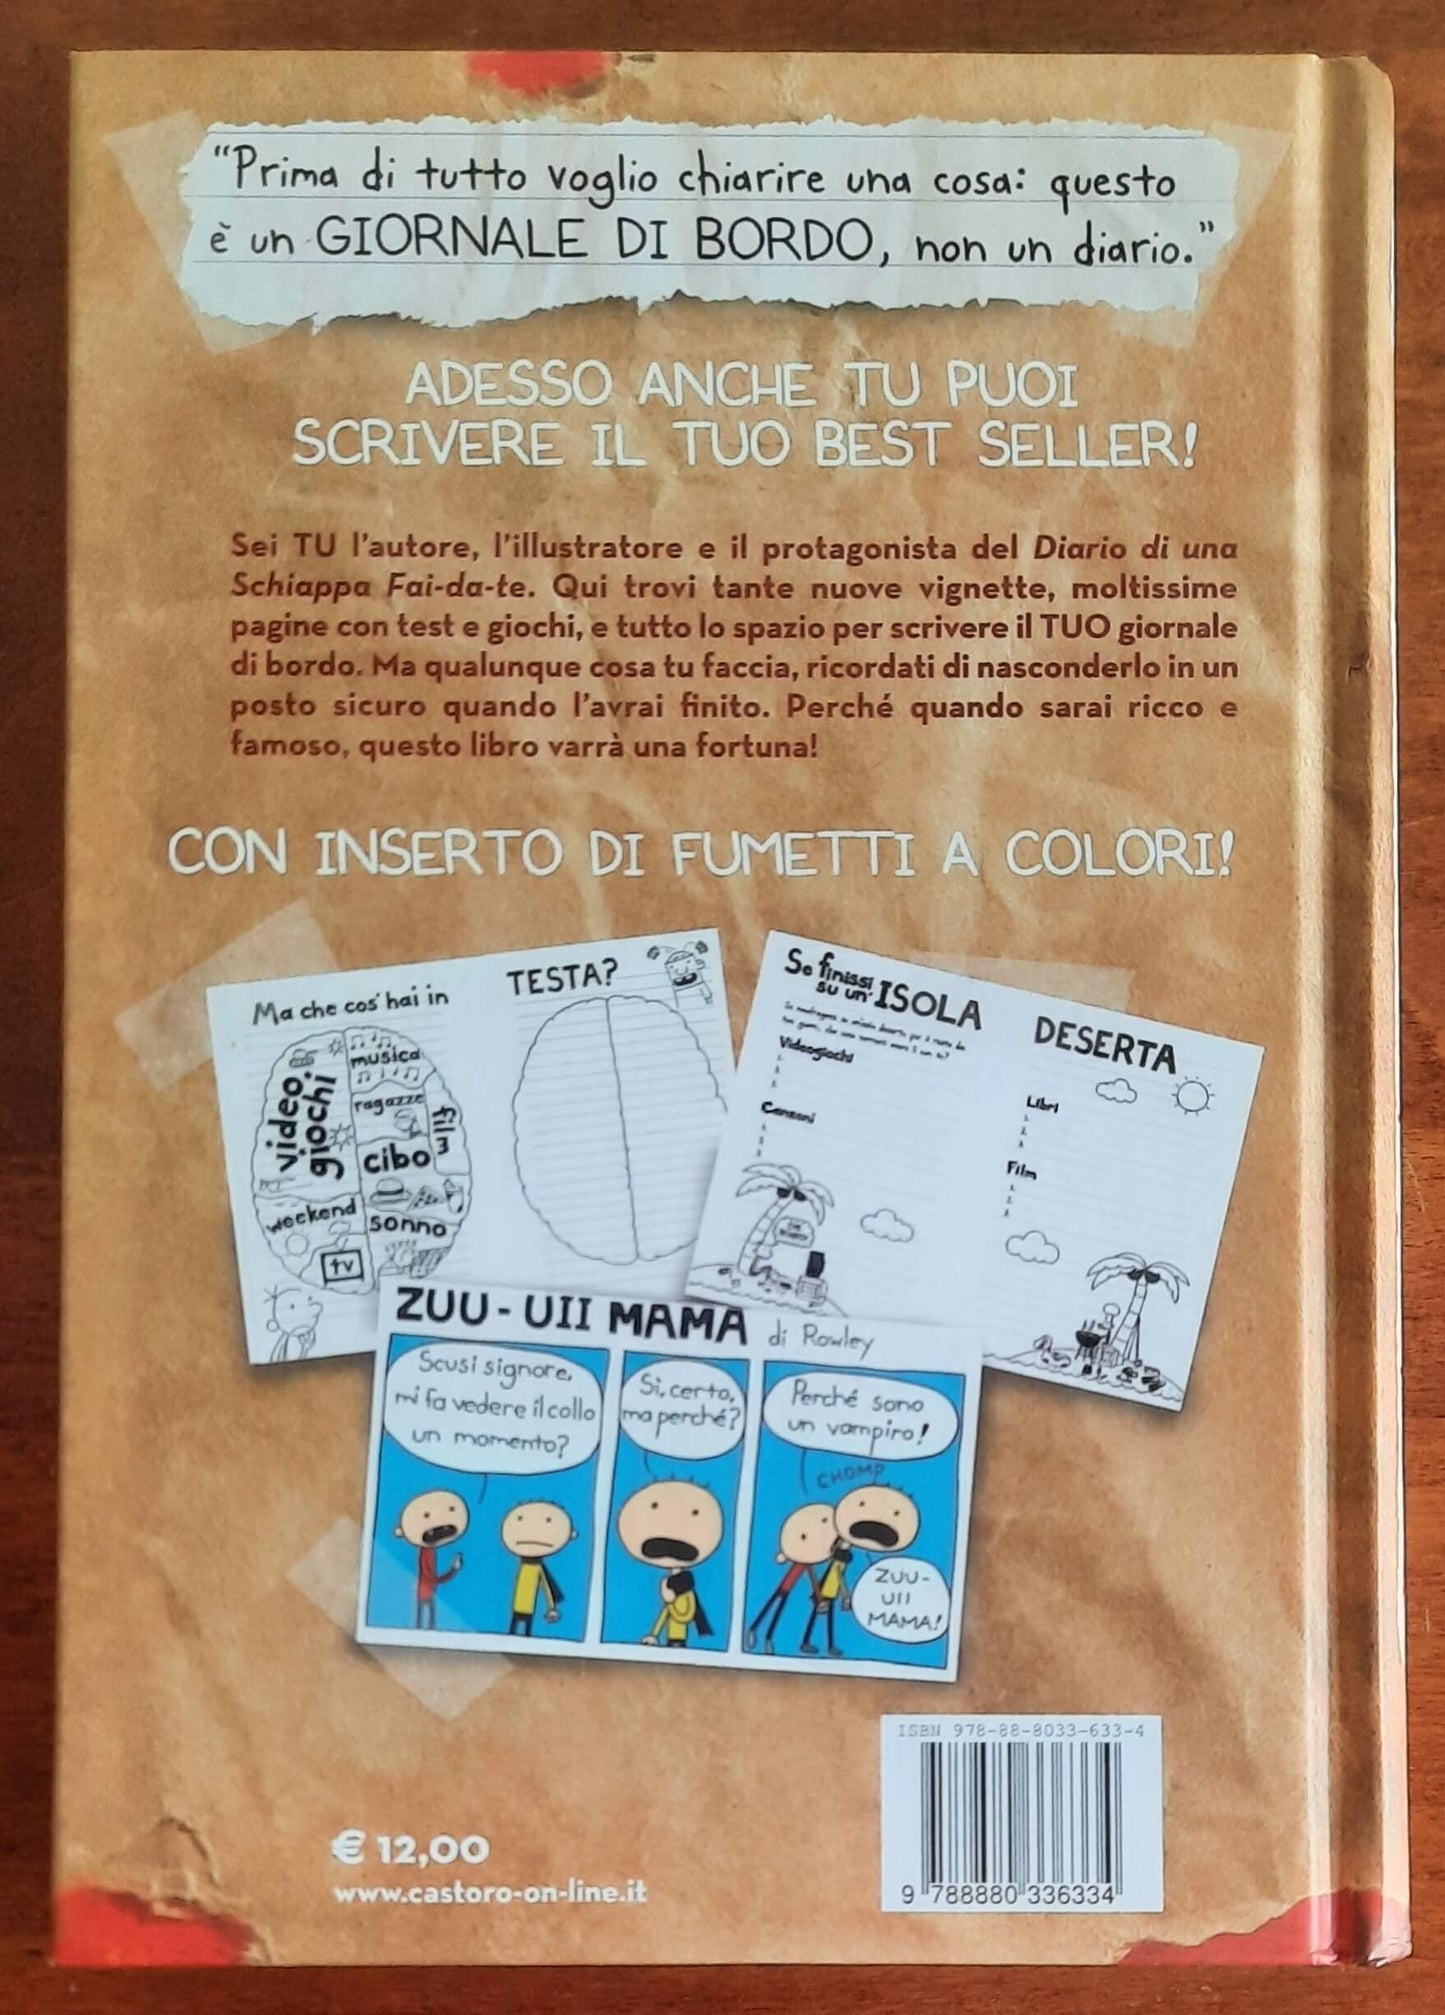 "Prima di tutto voglio chiarire una cosa: questo
è un GIORNALE DI BORDO, non un diario."
ADESSO ANCHE TU PUOI
SCRIVERE IL TUO BEST SELLER!
Sei TU l'autore, l'illustratore e il protagonista del Diario di una
Schiappa Fai-da-te. Qui trovi tante nuove vignette, moltissime
pagine con test e giochi, e tutto lo spazio per scrivere il TUO giornale
di bordo. Ma qualunque cosa tu faccia, ricordati di nasconderlo in un
posto sicuro quando l'avrai finito. Perché quando sarai ricco e
famoso, questo libro varrà una fortuna!
CON INSERTO DI FUMETTI A COLORI!
Ma che cos'hai in
TESTA?
video.
giochi
musica
ragazze
film
cibo
weekend
sonno
tv
Se finissi
su un'ISOLA
DESERTA
Videogiochi
Canzoni
Libri
Film
ZUU-UII MAMA di Rowley
Scusi signore,
mi fa vedere il collo
un momento?
Sì, certo,
ma perché?
Perché sono
un vampiro!
CHOMP
ZUU-
UII
MAMA!
ISBN 978-88-8033-633-4
9 788880 336334
€ 12,00
www.castoro-on-line.it